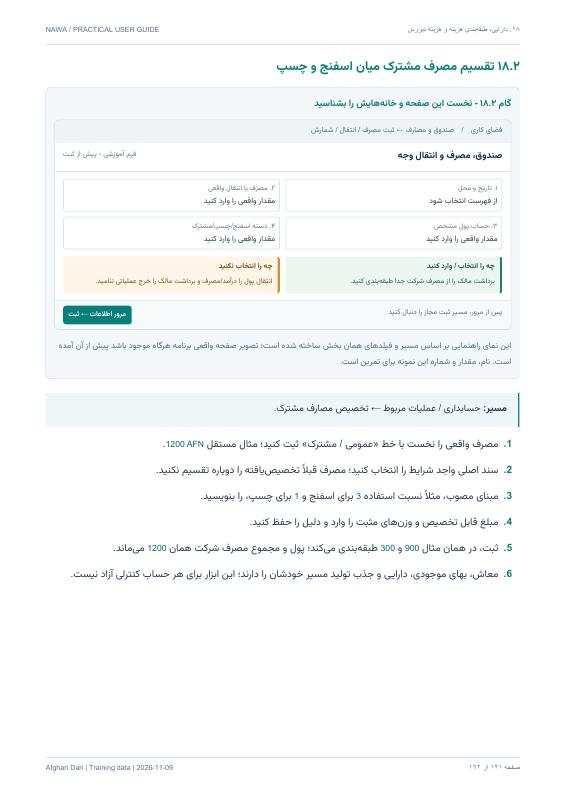 NAWA / PRACTICAL USER GUIDE
۱۸. دارایی، طبقه‌بندی هزینه و هزینه دیررس
۱۸.۲ تقسیم مصرف مشترک میان اسفنج و چسپ
گام ۱۸.۲ - نخست این صفحه و خانه‌هایش را بشناسید
فضای کاری / صندوق و مصارف ← ثبت مصرف / انتقال / شمارش
صندوق، مصرف و انتقال وجه
فرم آموزشی - پیش از ثبت
۱. تاریخ و محل
از فهرست انتخاب شود
۲. مصرف یا انتقال واقعی
مقدار واقعی را وارد کنید
۳. حساب پول مشخص
مقدار واقعی را وارد کنید
۴. دسته اسفنج/چسپ/مشترک
مقدار واقعی را وارد کنید
چه را انتخاب / وارد کنید
برداشت مالک را از مصرف شرکت جدا طبقه‌بندی کنید.
چه را انتخاب نکنید
انتقال پول را درآمد/مصرف و برداشت مالک را خرج عملیاتی ننامید.
پس از مرور، مسیر ثبت مجاز را دنبال کنید
مرور اطلاعات ← ثبت
این نمای راهنمایی بر اساس مسیر و فیلدهای همان بخش ساخته شده است؛ تصویر صفحه واقعی برنامه هرگاه موجود باشد پیش از آن آمده
است. نام، مقدار و شماره این نمونه برای تمرین است.
مسیر: حسابداری / عملیات مربوط ← تخصیص مصارف مشترک.
1. مصرف واقعی را نخست با خط «عمومی / مشترک» ثبت کنید؛ مثال مستقل 1200 AFN.
2. سند اصلی واجد شرایط را انتخاب کنید؛ مصرف قبلاً تخصیص‌یافته را دوباره تقسیم نکنید.
3. مبنای مصوب، مثلاً نسبت استفاده 3 برای اسفنج و 1 برای چسپ، را بنویسید.
4. مبلغ قابل تخصیص و وزن‌های مثبت را وارد و دلیل را حفظ کنید.
5. ثبت، در همان مثال 900 و 300 طبقه‌بندی می‌کند؛ پول و مجموع مصرف شرکت همان 1200 می‌ماند.
6. معاش، بهای موجودی، دارایی و جذب تولید مسیر خودشان را دارند؛ این ابزار برای هر حساب کنترلی آزاد نیست.
Afghan Dari | Training data | 2026-11-09
صفحه ۱۲۱ از ۱۹۲